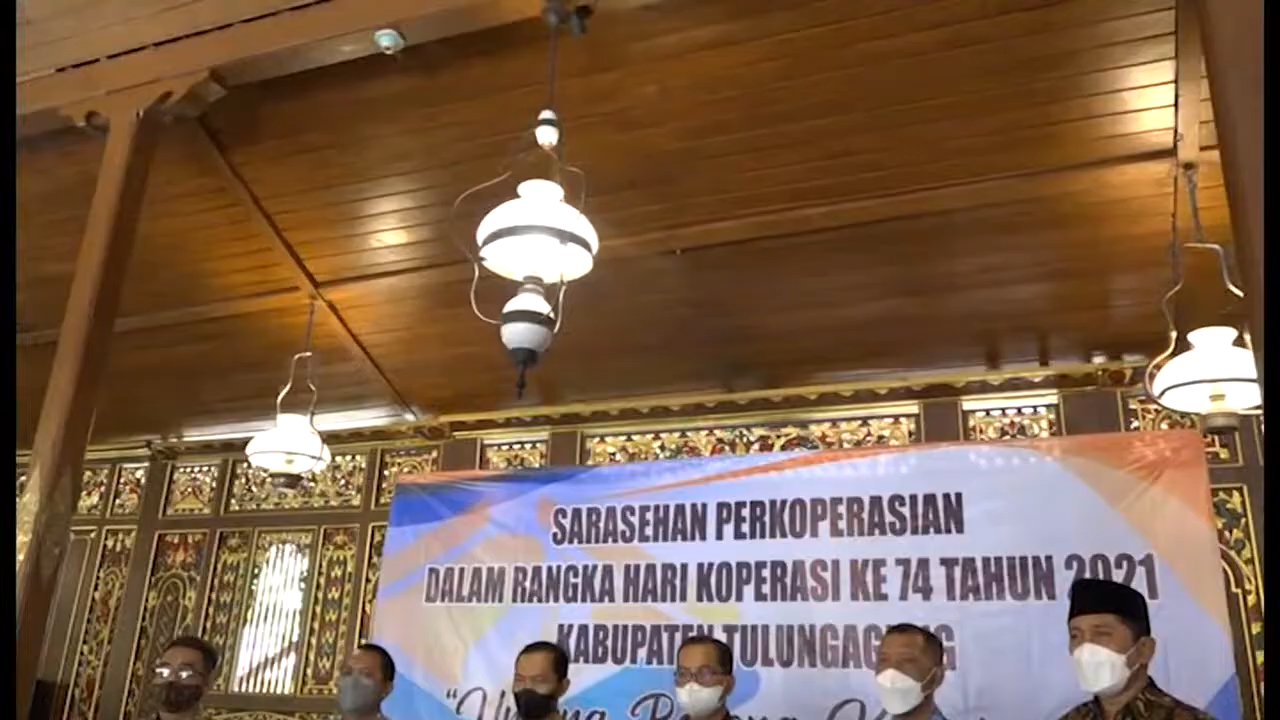 SARASEHAN PERKOPERASIAN
DALAM RANGKA HARI KOPERASI KE 74 TAHUN 2021
KABUPATEN TULUNGAGUNG